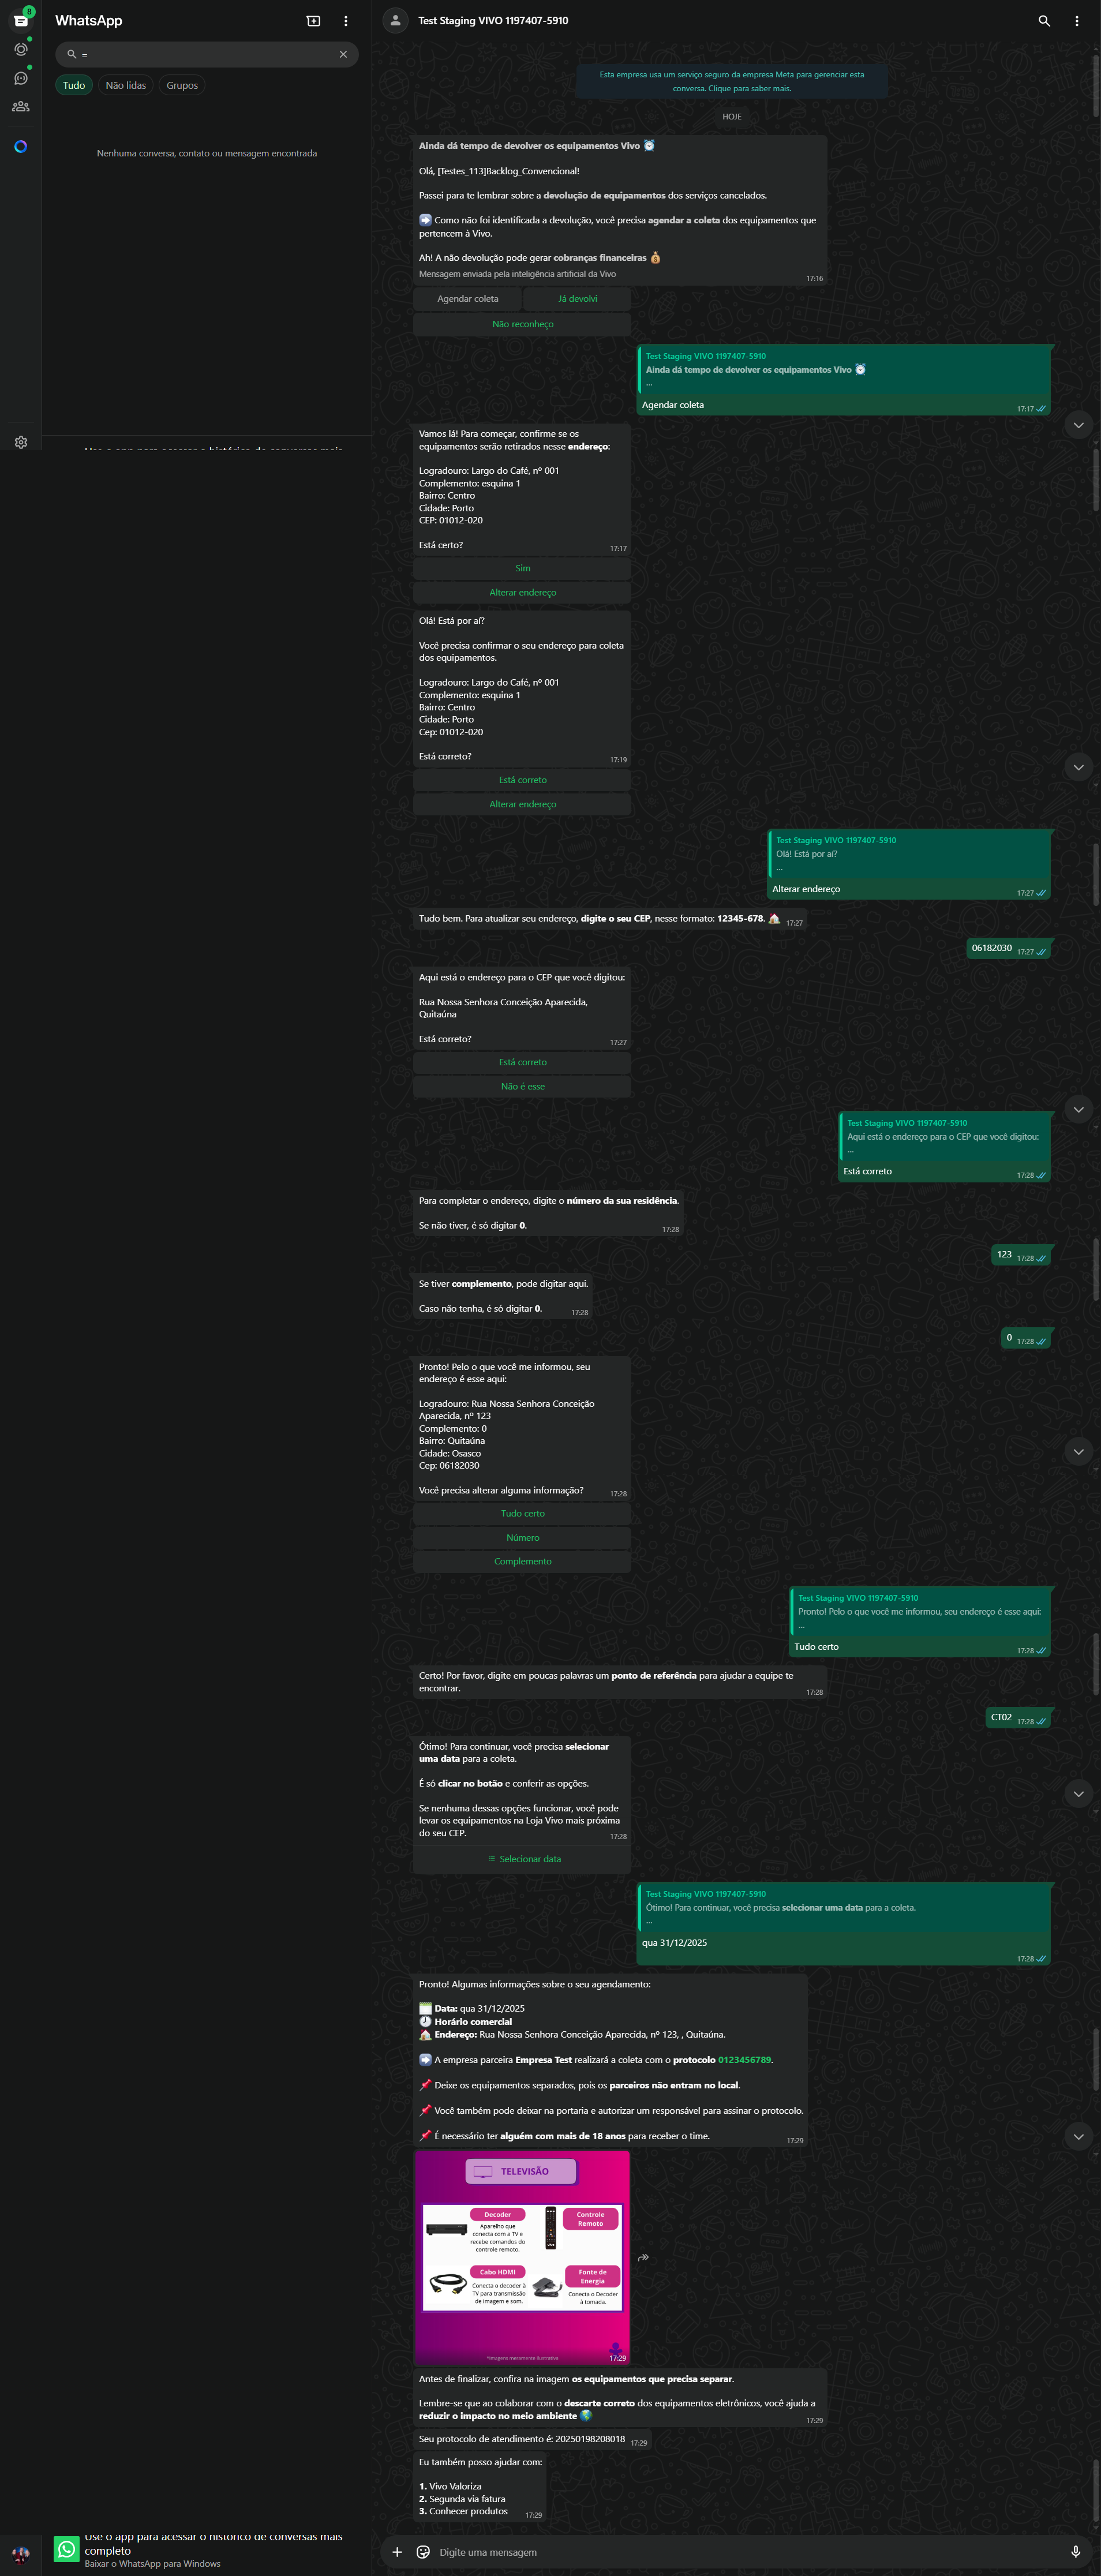 8
WhatsApp
=
Tudo
Não lidas
Grupos
Nenhuma conversa, contato ou mensagem encontrada
Test Staging VIVO 1197407-5910
Esta empresa usa um serviço seguro da empresa Meta para gerenciar esta
conversa. Clique para saber mais.
HOJE
Ainda dá tempo de devolver os equipamentos Vivo ⏰
Olá, [Testes_113]Backlog_Convencional!
Passei para te lembrar sobre a devolução de equipamentos dos serviços cancelados.
➡️ Como não foi identificada a devolução, você precisa agendar a coleta dos equipamentos que
pertencem à Vivo.
Ah! A não devolução pode gerar cobranças financeiras 💰
Mensagem enviada pela inteligência artificial da Vivo
17:16
Agendar coleta
Já devolvi
Não reconheço
Test Staging VIVO 1197407-5910
Ainda dá tempo de devolver os equipamentos Vivo ⏰
...
Agendar coleta
17:17
Vamos lá! Para começar, confirme se os
equipamentos serão retirados nesse endereço:
Logradouro: Largo do Café, nº 001
Complemento: esquina 1
Bairro: Centro
Cidade: Porto
CEP: 01012-020
Está certo?
17:17
Sim
Alterar endereço
Olá! Está por aí?
Você precisa confirmar o seu endereço para coleta
dos equipamentos.
Logradouro: Largo do Café, nº 001
Complemento: esquina 1
Bairro: Centro
Cidade: Porto
Cep: 01012-020
Está correto?
17:19
Está correto
Alterar endereço
Test Staging VIVO 1197407-5910
Olá! Está por aí?
...
Alterar endereço
17:27
Tudo bem. Para atualizar seu endereço, digite o seu CEP, nesse formato: 12345-678. 🏠
17:27
06182030
17:27
Aqui está o endereço para o CEP que você digitou:
Rua Nossa Senhora Conceição Aparecida,
Quitaúna
Está correto?
17:27
Está correto
Não é esse
Test Staging VIVO 1197407-5910
Aqui está o endereço para o CEP que você digitou:
...
Está correto
17:28
Para completar o endereço, digite o número da sua residência.
Se não tiver, é só digitar 0.
17:28
123
17:28
Se tiver complemento, pode digitar aqui.
Caso não tenha, é só digitar 0.
17:28
0
17:28
Pronto! Pelo o que você me informou, seu
endereço é esse aqui:
Logradouro: Rua Nossa Senhora Conceição
Aparecida, nº 123
Complemento: 0
Bairro: Quitaúna
Cidade: Osasco
Cep: 06182030
Você precisa alterar alguma informação?
17:28
Tudo certo
Número
Complemento
Test Staging VIVO 1197407-5910
Pronto! Pelo o que você me informou, seu endereço é esse aqui:
...
Tudo certo
17:28
Certo! Por favor, digite em poucas palavras um ponto de referência para ajudar a equipe te
encontrar.
17:28
CT02
17:28
Ótimo! Para continuar, você precisa selecionar
uma data para a coleta.
É só clicar no botão e conferir as opções.
Se nenhuma dessas opções funcionar, você pode
levar os equipamentos na Loja Vivo mais próxima
do seu CEP.
17:28
Selecionar data
Test Staging VIVO 1197407-5910
Ótimo! Para continuar, você precisa selecionar uma data para a coleta.
...
qua 31/12/2025
17:28
Pronto! Algumas informações sobre o seu agendamento:
🗓️ Data: qua 31/12/2025
🕗 Horário comercial
🏠 Endereço: Rua Nossa Senhora Conceição Aparecida, nº 123, , Quitaúna.
➡️ A empresa parceira Empresa Test realizará a coleta com o protocolo 0123456789.
📌 Deixe os equipamentos separados, pois os parceiros não entram no local.
📌 Você também pode deixar na portaria e autorizar um responsável para assinar o protocolo.
📌 É necessário ter alguém com mais de 18 anos para receber o time.
17:29
TELEVISÃO
Decoder
Aparelho que
conecta com a TV e
recebe comandos do
controle remoto.
Controle
Remoto
Cabo HDMI
Conecta o decoder à
TV para transmissão
de imagem e som.
Fonte de
Energia
Conecta o Decoder
à tomada.
*Imagens meramente ilustrativa
17:29
Antes de finalizar, confira na imagem os equipamentos que precisa separar.
Lembre-se que ao colaborar com o descarte correto dos equipamentos eletrônicos, você ajuda a
reduzir o impacto no meio ambiente 🌎
17:29
Seu protocolo de atendimento é: 20250198208018
17:29
Eu também posso ajudar com:
1. Vivo Valoriza
2. Segunda via fatura
3. Conhecer produtos
17:29
Use o app para acessar o histórico de conversas mais
completo
Baixar o WhatsApp para Windows
Digite uma mensagem